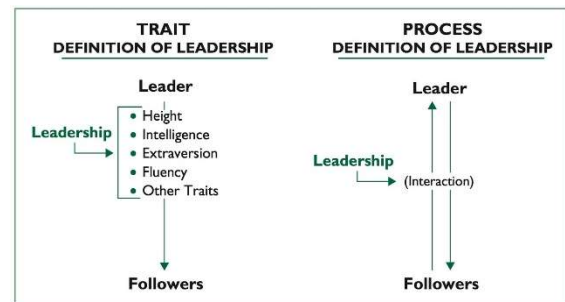 TRAIT
DEFINITION OF LEADERSHIP
Leader
Leadership
• Height
• Intelligence
• Extraversion
• Fluency
• Other Traits
Followers
PROCESS
DEFINITION OF LEADERSHIP
Leader
Leadership
(Interaction)
Followers